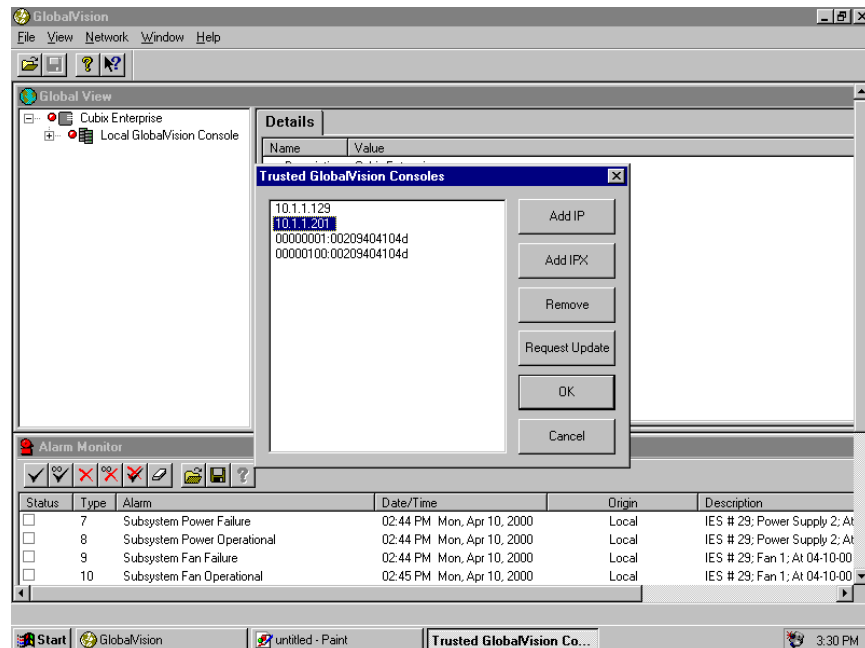 GlobalVision
File View Network Window Help
Global View
Cubix Enterprise
Local GlobalVision Console
Details
Name Value
Trusted GlobalVision Consoles
10.1.1.129
10.1.1.201
00000001:00209404104d
00000100:00209404104d
Add IP
Add IPX
Remove
Request Update
OK
Cancel
Alarm Monitor
Status Type Alarm Date/Time Origin Description
7 Subsystem Power Failure 02:44 PM Mon, Apr 10, 2000 Local IES # 29; Power Supply 2; At
8 Subsystem Power Operational 02:44 PM Mon, Apr 10, 2000 Local IES # 29; Power Supply 2; At
9 Subsystem Fan Failure 02:44 PM Mon, Apr 10, 2000 Local IES # 29; Fan 1; At 04-10-00
10 Subsystem Fan Operational 02:45 PM Mon, Apr 10, 2000 Local IES # 29; Fan 1; At 04-10-00
Start GlobalVision untitled - Paint Trusted GlobalVision Co... 3:30 PM